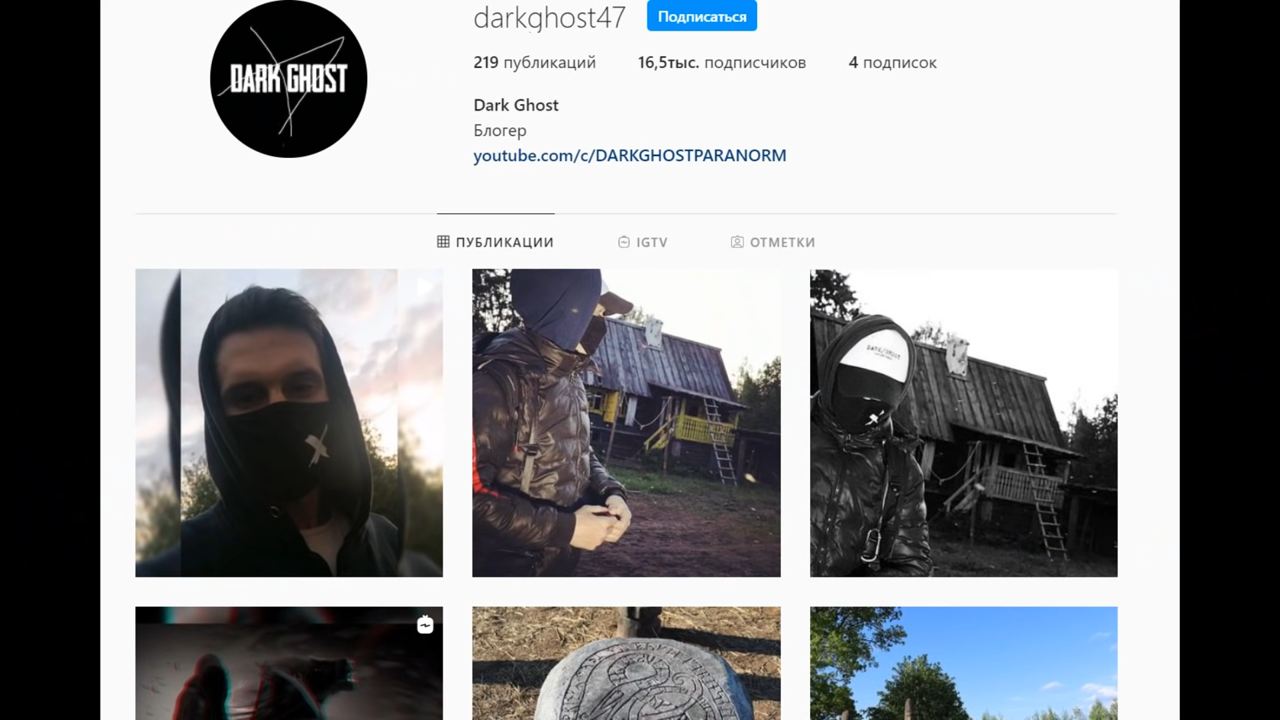 darkghost47
Подписаться
DARK GHOST
219 публикаций
16,5тыс. подписчиков
4 подписок
Dark Ghost
Блогер
youtube.com/c/DARKGHOSTPARANORM
ПУБЛИКАЦИИ
IGTV
ОТМЕТКИ